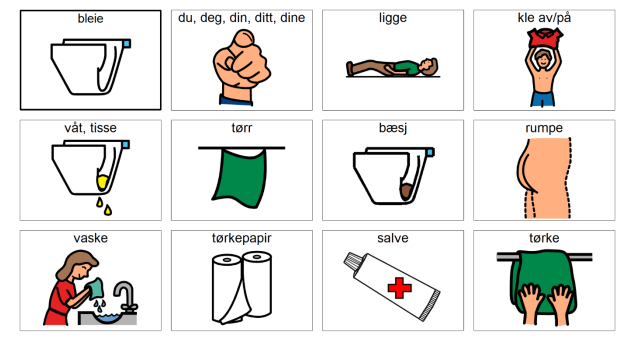 bleie
du, deg, din, ditt, dine
ligge
kle av/på
våt, tisse
tørr
bæsj
rumpe
vaske
tørkepapir
salve
tørke